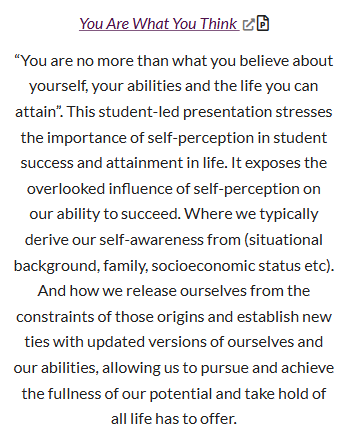 You Are What You Think
“You are no more than what you believe about
yourself, your abilities and the life you can
attain”. This student-led presentation stresses
the importance of self-perception in student
success and attainment in life. It exposes the
overlooked influence of self-perception on
our ability to succeed. Where we typically
derive our self-awareness from (situational
background, family, socioeconomic status etc).
And how we release ourselves from the
constraints of those origins and establish new
ties with updated versions of ourselves and
our abilities, allowing us to pursue and achieve
the fullness of our potential and take hold of
all life has to offer.